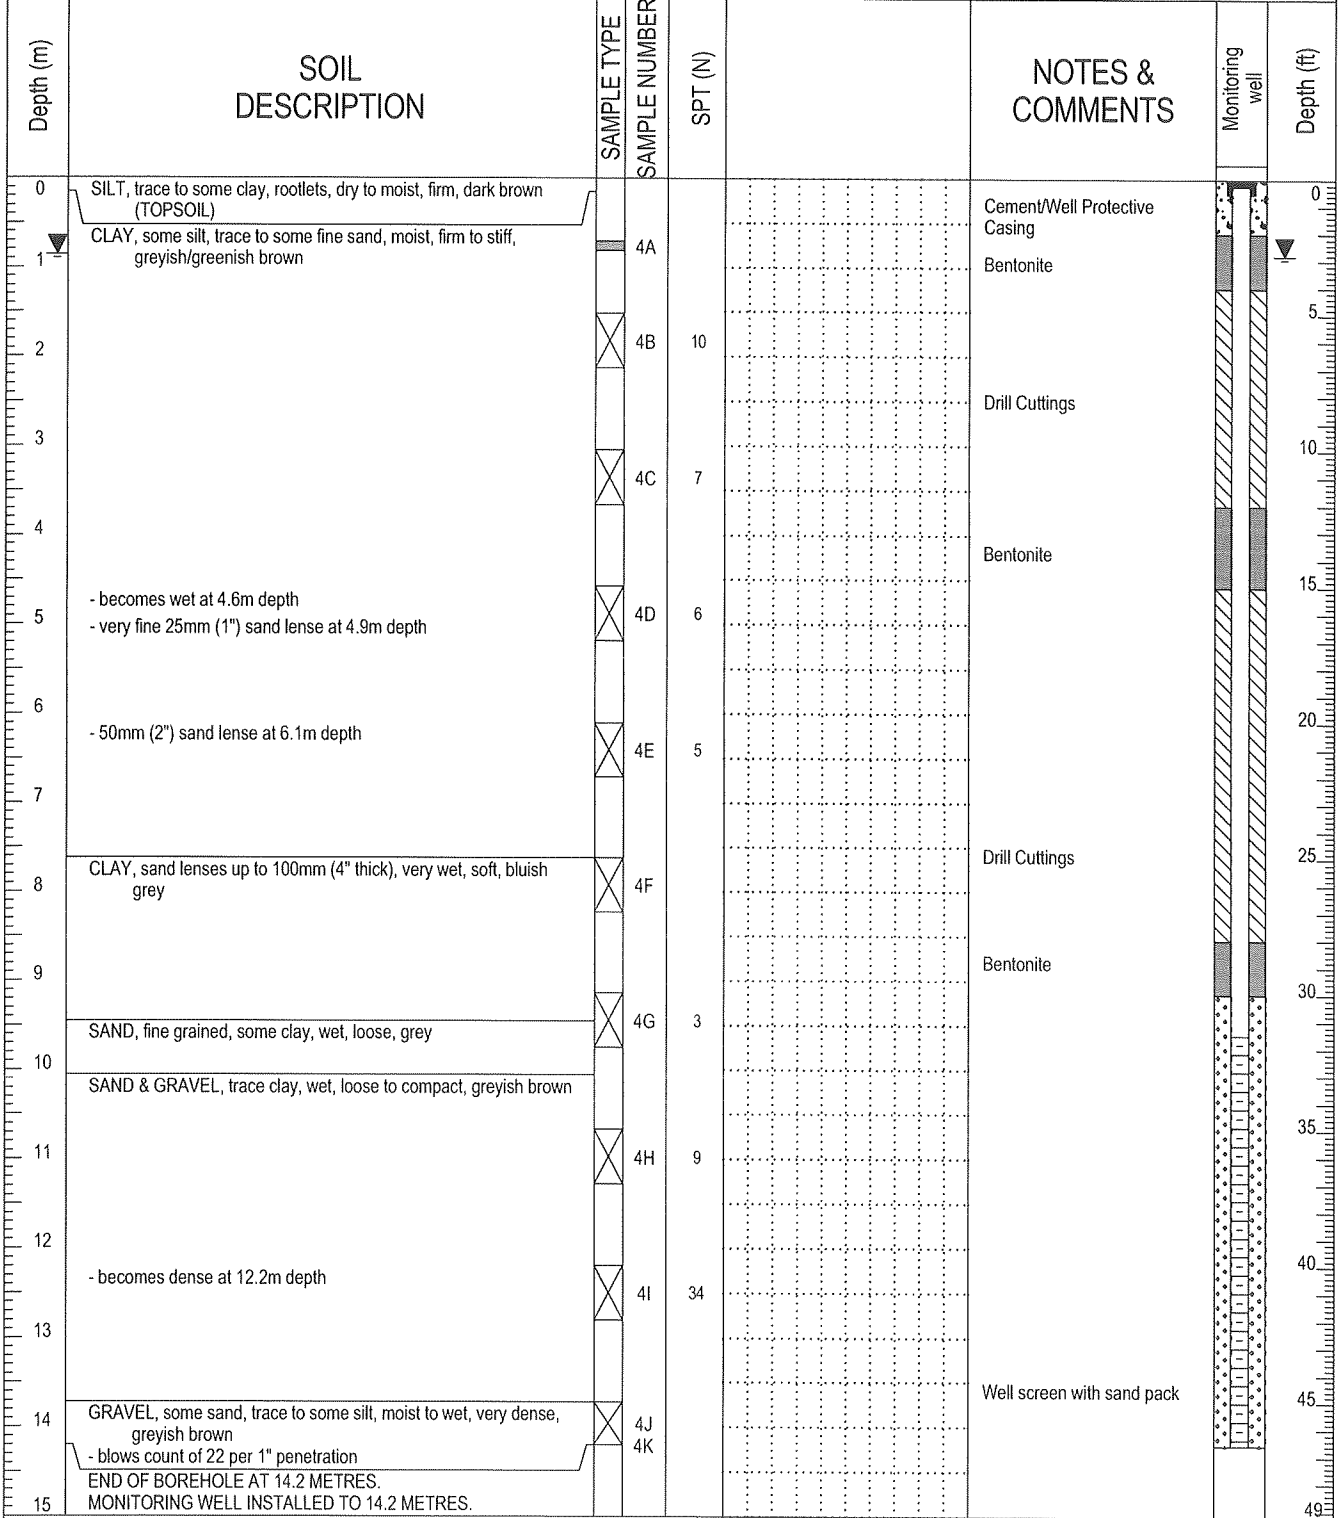 Depth (m)
SOIL
DESCRIPTION
SAMPLE TYPE
SAMPLE NUMBER
SPT (N)
NOTES &
COMMENTS
Monitoring
well
Depth (ft)
0
SILT, trace to some clay, rootlets, dry to moist, firm, dark brown
(TOPSOIL)
0
Cement/Well Protective
Casing
CLAY, some silt, trace to some fine sand, moist, firm to stiff,
greyish/greenish brown
1
4A
Bentonite
5
2
4B
10
Drill Cuttings
3
10
4C
7
4
Bentonite
15
- becomes wet at 4.6m depth
5
4D
6
- very fine 25mm (1") sand lense at 4.9m depth
6
20
- 50mm (2") sand lense at 6.1m depth
4E
5
7
Drill Cuttings
25
CLAY, sand lenses up to 100mm (4" thick), very wet, soft, bluish
grey
8
4F
9
Bentonite
30
4G
3
SAND, fine grained, some clay, wet, loose, grey
10
SAND & GRAVEL, trace clay, wet, loose to compact, greyish brown
35
11
4H
9
12
40
- becomes dense at 12.2m depth
4I
34
13
Well screen with sand pack
45
GRAVEL, some sand, trace to some silt, moist to wet, very dense,
greyish brown
14
4J
4K
- blows count of 22 per 1" penetration
END OF BOREHOLE AT 14.2 METRES.
MONITORING WELL INSTALLED TO 14.2 METRES.
15
49